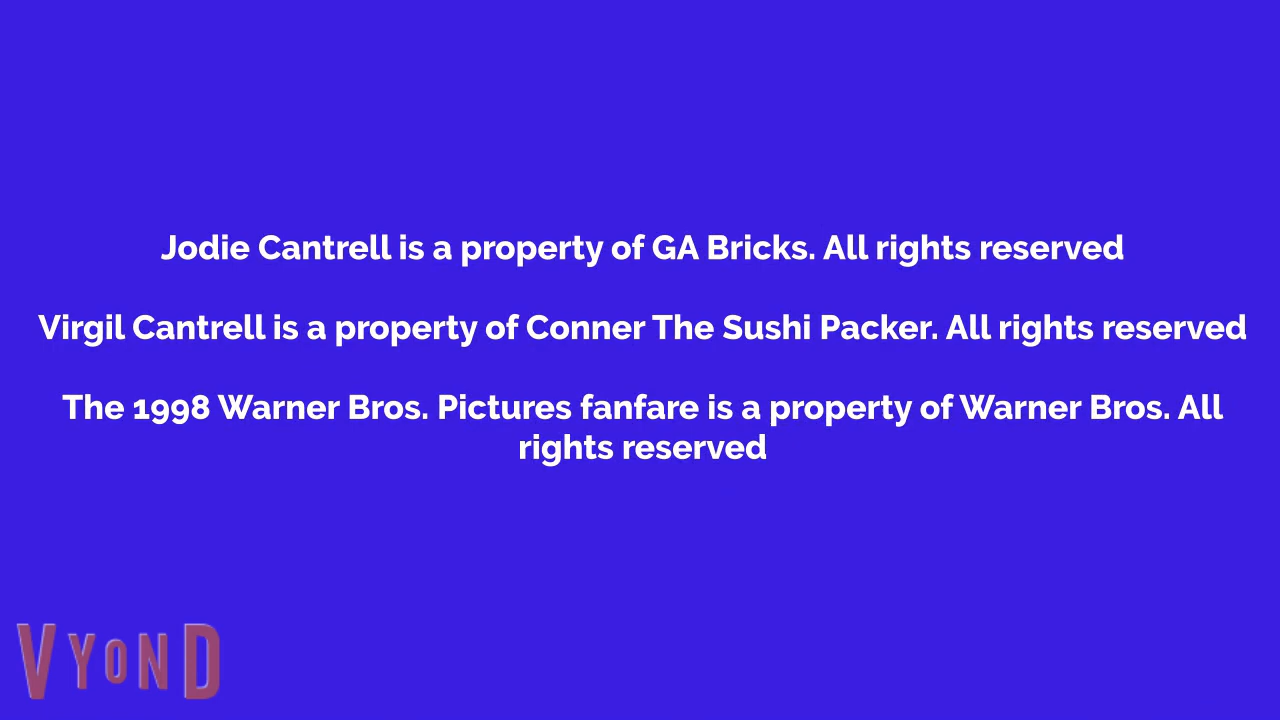 Jodie Cantrell is a property of GA Bricks. All rights reserved
Virgil Cantrell is a property of Conner The Sushi Packer. All rights reserved
The 1998 Warner Bros. Pictures fanfare is a property of Warner Bros. All
rights reserved
VYOND